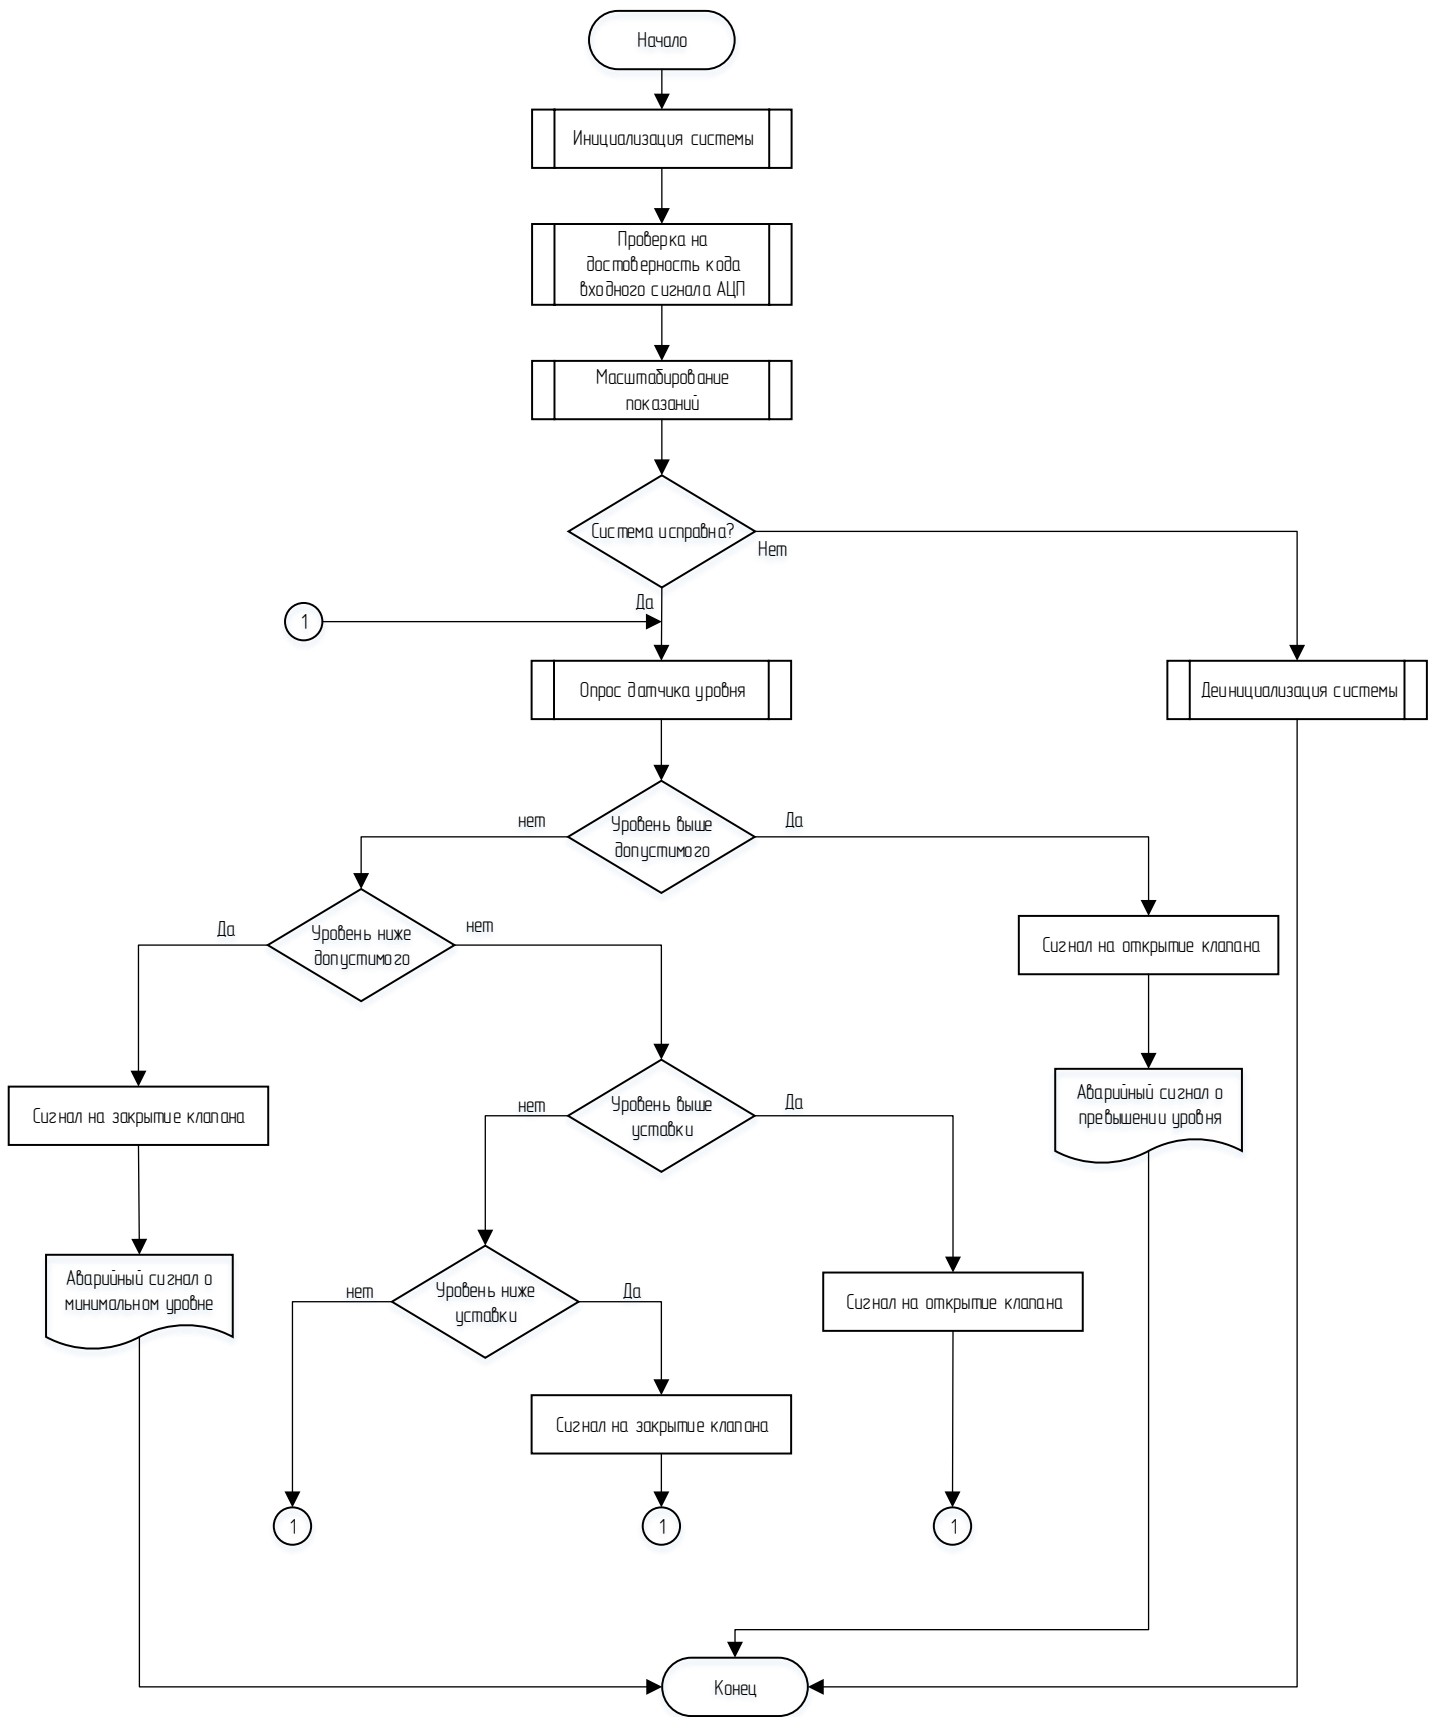 Начало
Инициализация системы
Проверка на
достоверность кода
входного сигнала АЦП
Масштабирование
показаний
Система исправна?
Нет
Да
1
Опрос датчика уровня
Деинициализация системы
нет
Уровень выше
допустимого
Да
Да
Уровень ниже
допустимого
нет
Сигнал на открытие клапана
Сигнал на закрытие клапана
нет
Уровень выше
уставки
Да
Аварийный сигнал о
превышении уровня
Аварийный сигнал о
минимальном уровне
нет
Уровень ниже
уставки
Да
Сигнал на открытие клапана
Сигнал на закрытие клапана
1
1
1
Конец